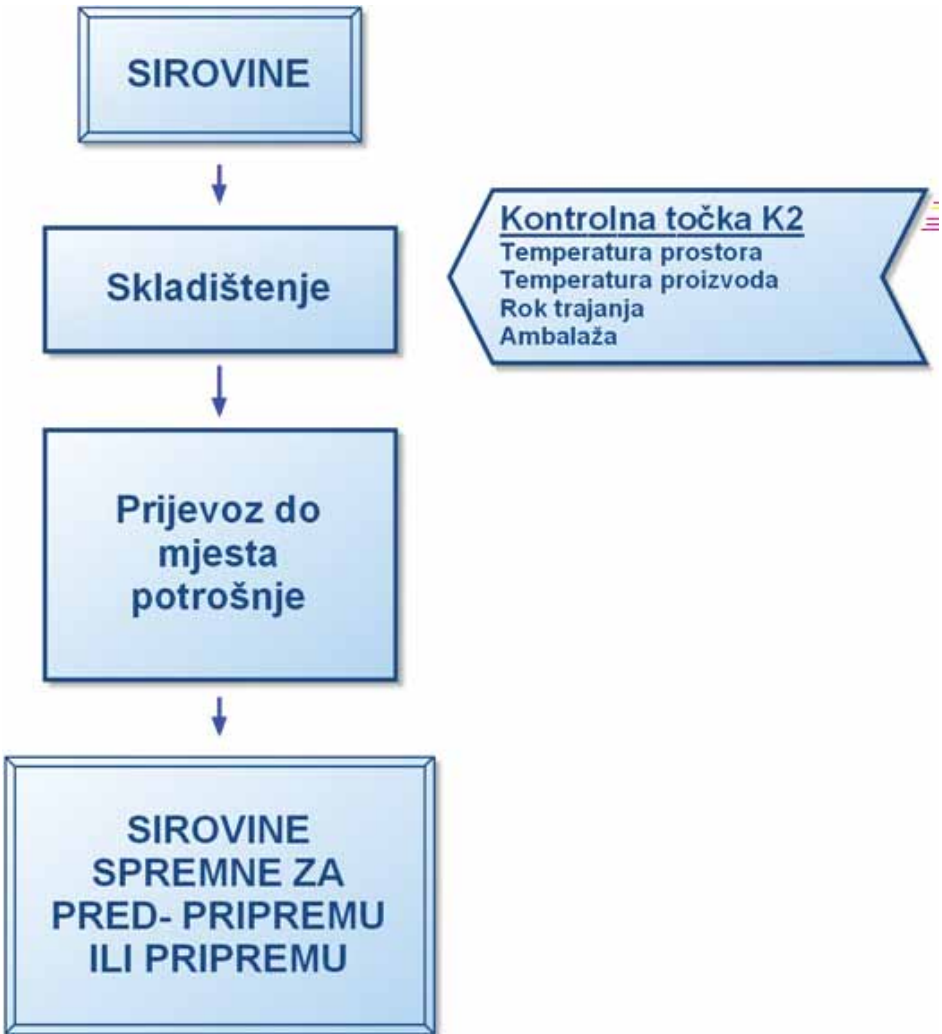 SIROVINE
Skladištenje
Kontrolna točka K2
Temperatura prostora
Temperatura proizvoda
Rok trajanja
Ambalaža
Prijevoz do
mjesta
potrošnje
SIROVINE
SPREMNE ZA
PRED- PRIPREMU
ILI PRIPREMU